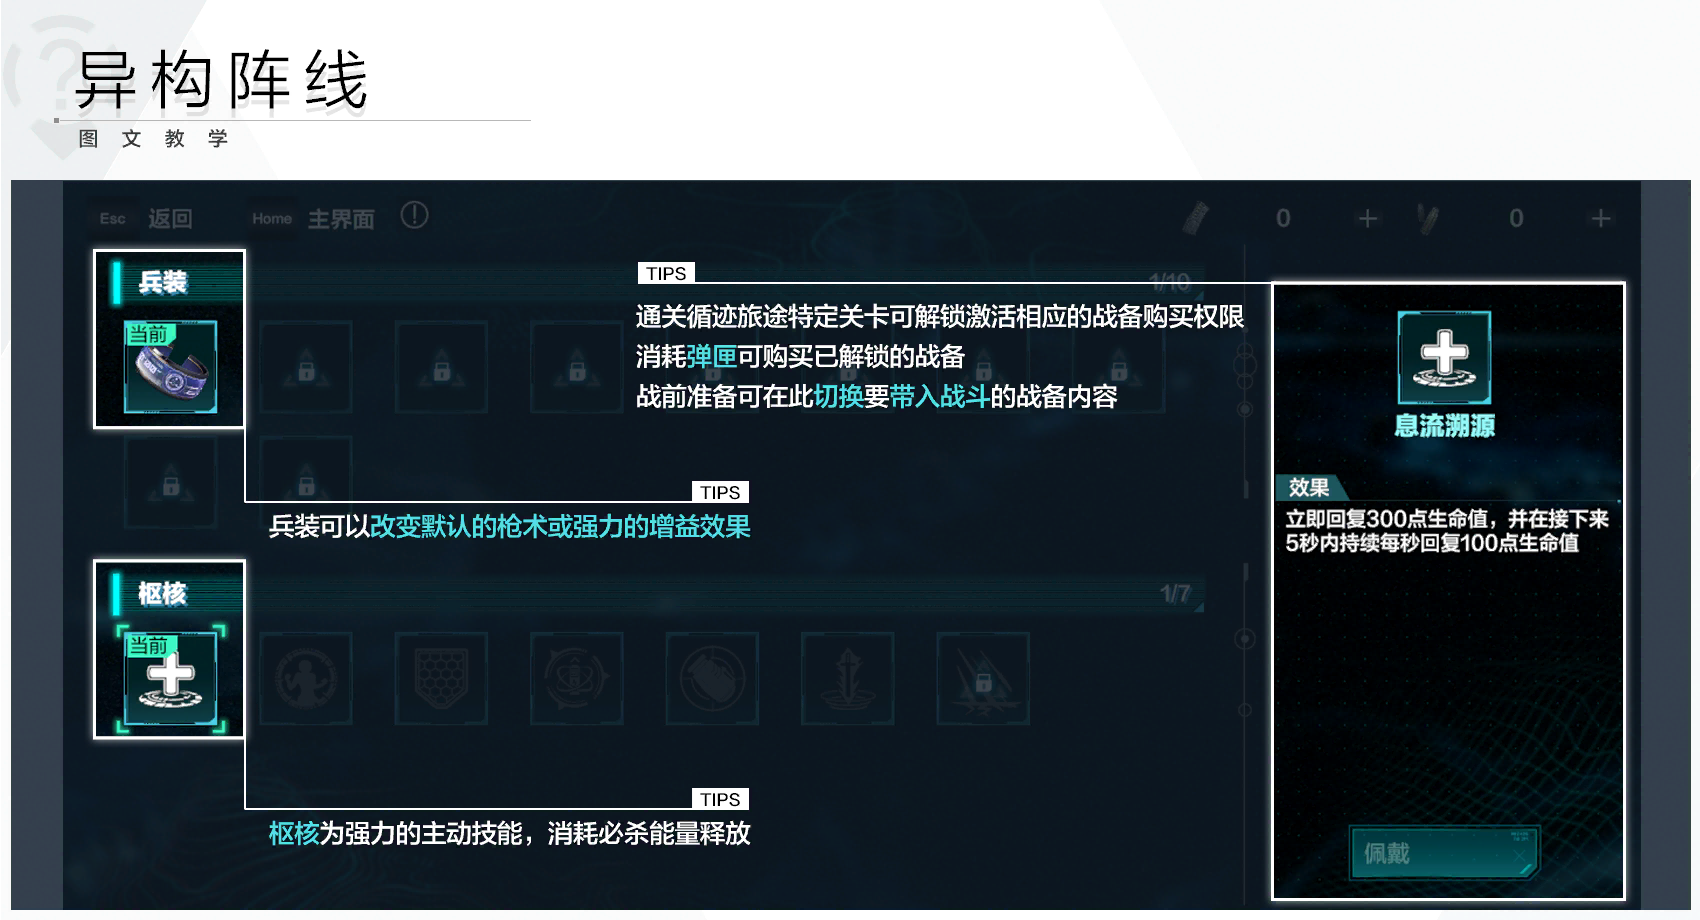 异构阵线
图文教学
Esc 返回 Home 主界面
0 + 0 +
兵装
1/10
当前
TIPS
通关循迹旅途特定关卡可解锁激活相应的战备购买权限
消耗弹匣可购买已解锁的战备
战前准备可在此切换要带入战斗的战备内容
TIPS
兵装可以改变默认的枪术或强力的增益效果
枢核
1/7
当前
TIPS
枢核为强力的主动技能，消耗必杀能量释放
息流溯源
效果
立即回复300点生命值，并在接下来
5秒内持续每秒回复100点生命值
佩戴